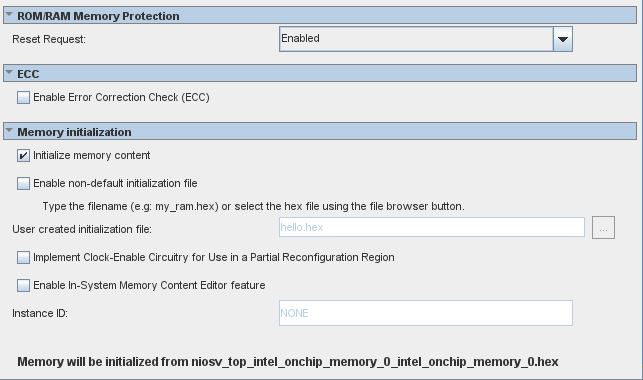 ROM/RAM Memory Protection
Reset Request: Enabled
ECC
Enable Error Correction Check (ECC)
Memory initialization
Initialize memory content
Enable non-default initialization file
Type the filename (e.g: my_ram.hex) or select the hex file using the file browser button.
User created initialization file: hello.hex ...
Implement Clock-Enable Circuitry for Use in a Partial Reconfiguration Region
Enable In-System Memory Content Editor feature
Instance ID: NONE
Memory will be initialized from niosv_top_intel_onchip_memory_0_intel_onchip_memory_0.hex